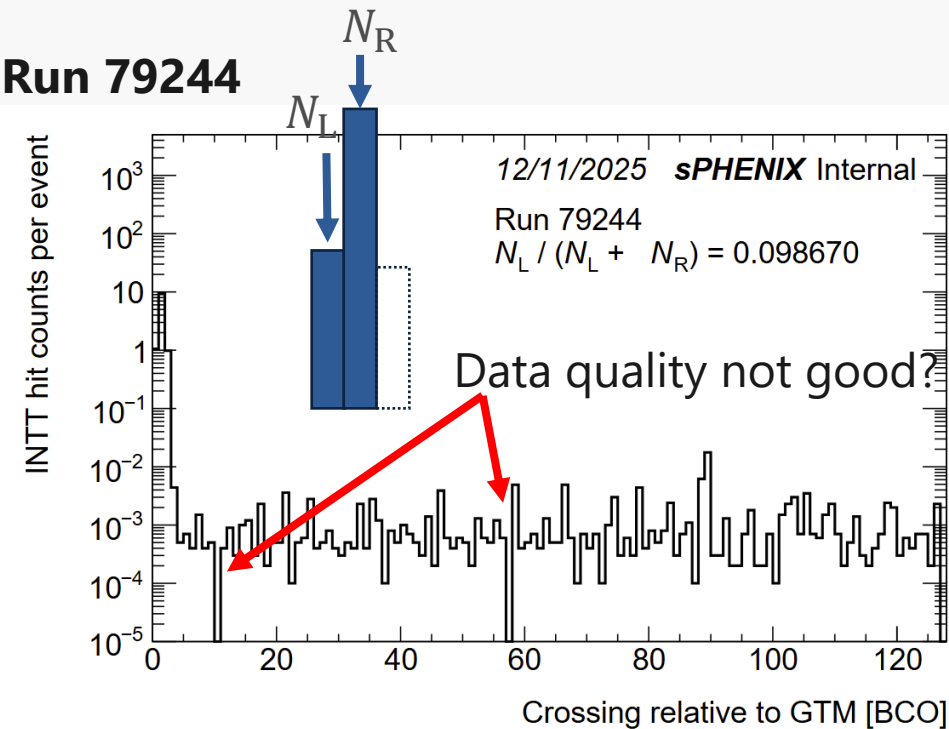 N_R
Run 79244
N_L
INTT hit counts per event
12/11/2025 sPHENIX Internal
Run 79244
N_L / (N_L + N_R) = 0.098670
Data quality not good?
10³
10²
10
1
10⁻¹
10⁻²
10⁻³
10⁻⁴
10⁻⁵
0 20 40 60 80 100 120
Crossing relative to GTM [BCO]